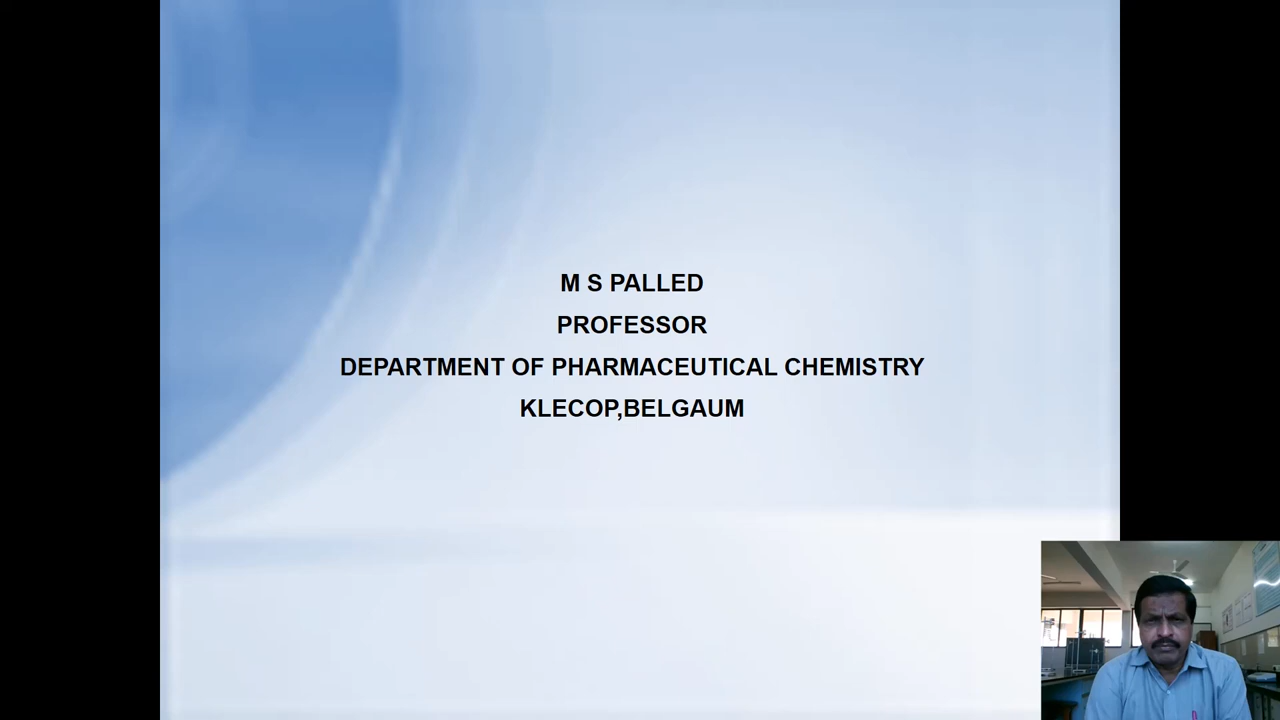 M S PALLED
PROFESSOR
DEPARTMENT OF PHARMACEUTICAL CHEMISTRY
KLECOP,BELGAUM